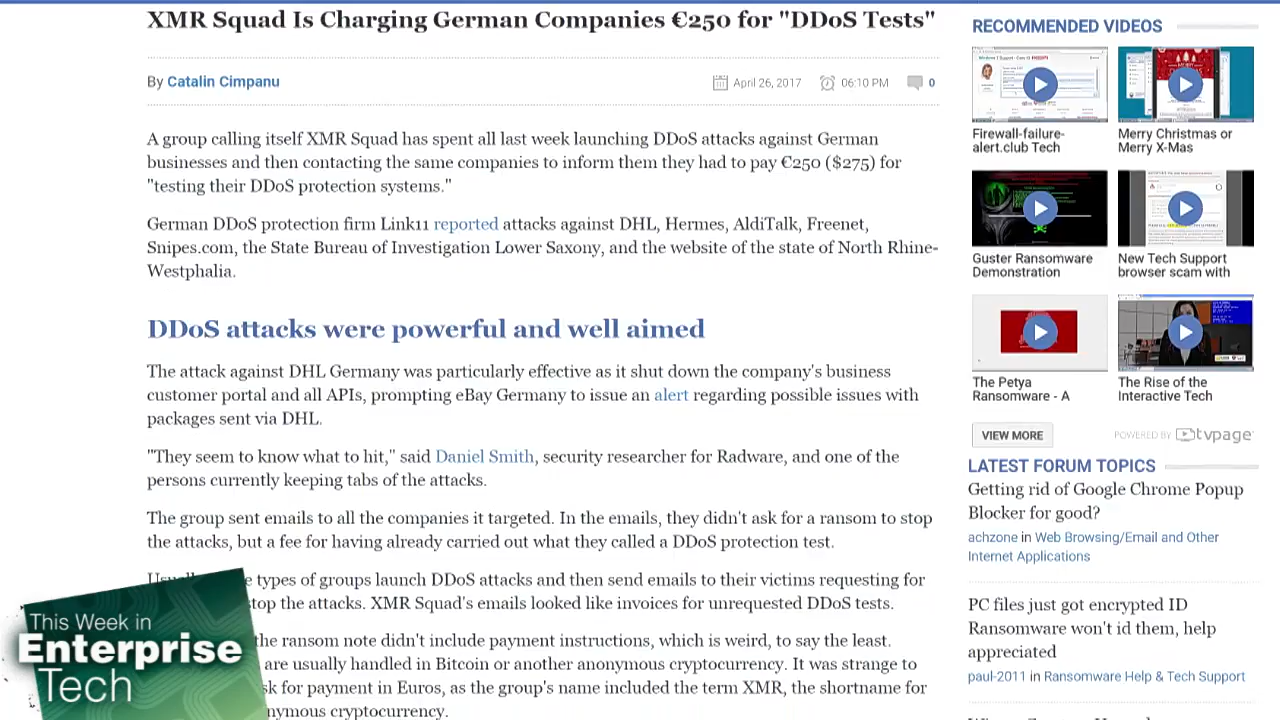 XMR Squad Is Charging German Companies €250 for "DDoS Tests"
By Catalin Cimpanu
April 26, 2017
06:10 PM
0
A group calling itself XMR Squad has spent all last week launching DDoS attacks against German
businesses and then contacting the same companies to inform them they had to pay €250 ($275) for
"testing their DDoS protection systems."
German DDoS protection firm Link11 reported attacks against DHL, Hermes, AldiTalk, Freenet,
Snipes.com, the State Bureau of Investigation Lower Saxony, and the website of the state of North Rhine-
Westphalia.
DDoS attacks were powerful and well aimed
The attack against DHL Germany was particularly effective as it shut down the company's business
customer portal and all APIs, prompting eBay Germany to issue an alert regarding possible issues with
packages sent via DHL.
"They seem to know what to hit," said Daniel Smith, security researcher for Radware, and one of the
persons currently keeping tabs of the attacks.
The group sent emails to all the companies it targeted. In the emails, they didn't ask for a ransom to stop
the attacks, but a fee for having already carried out what they called a DDoS protection test.
types of groups launch DDoS attacks and then send emails to their victims requesting for
top the attacks. XMR Squad's emails looked like invoices for unrequested DDoS tests.
the ransom note didn't include payment instructions, which is weird, to say the least.
are usually handled in Bitcoin or another anonymous cryptocurrency. It was strange to
sk for payment in Euros, as the group's name included the term XMR, the shortname for
nymous cryptocurrency.
This Week in
Enterprise
Tech
RECOMMENDED VIDEOS
Firewall-failure-
alert.club Tech
Merry Christmas or
Merry X-Mas
Guster Ransomware
Demonstration
New Tech Support
browser scam with
The Petya
Ransomware - A
The Rise of the
Interactive Tech
VIEW MORE
POWERED BY tvpage
LATEST FORUM TOPICS
Getting rid of Google Chrome Popup
Blocker for good?
achzone in Web Browsing/Email and Other
Internet Applications
PC files just got encrypted ID
Ransomware won't id them, help
appreciated
paul-2011 in Ransomware Help & Tech Support